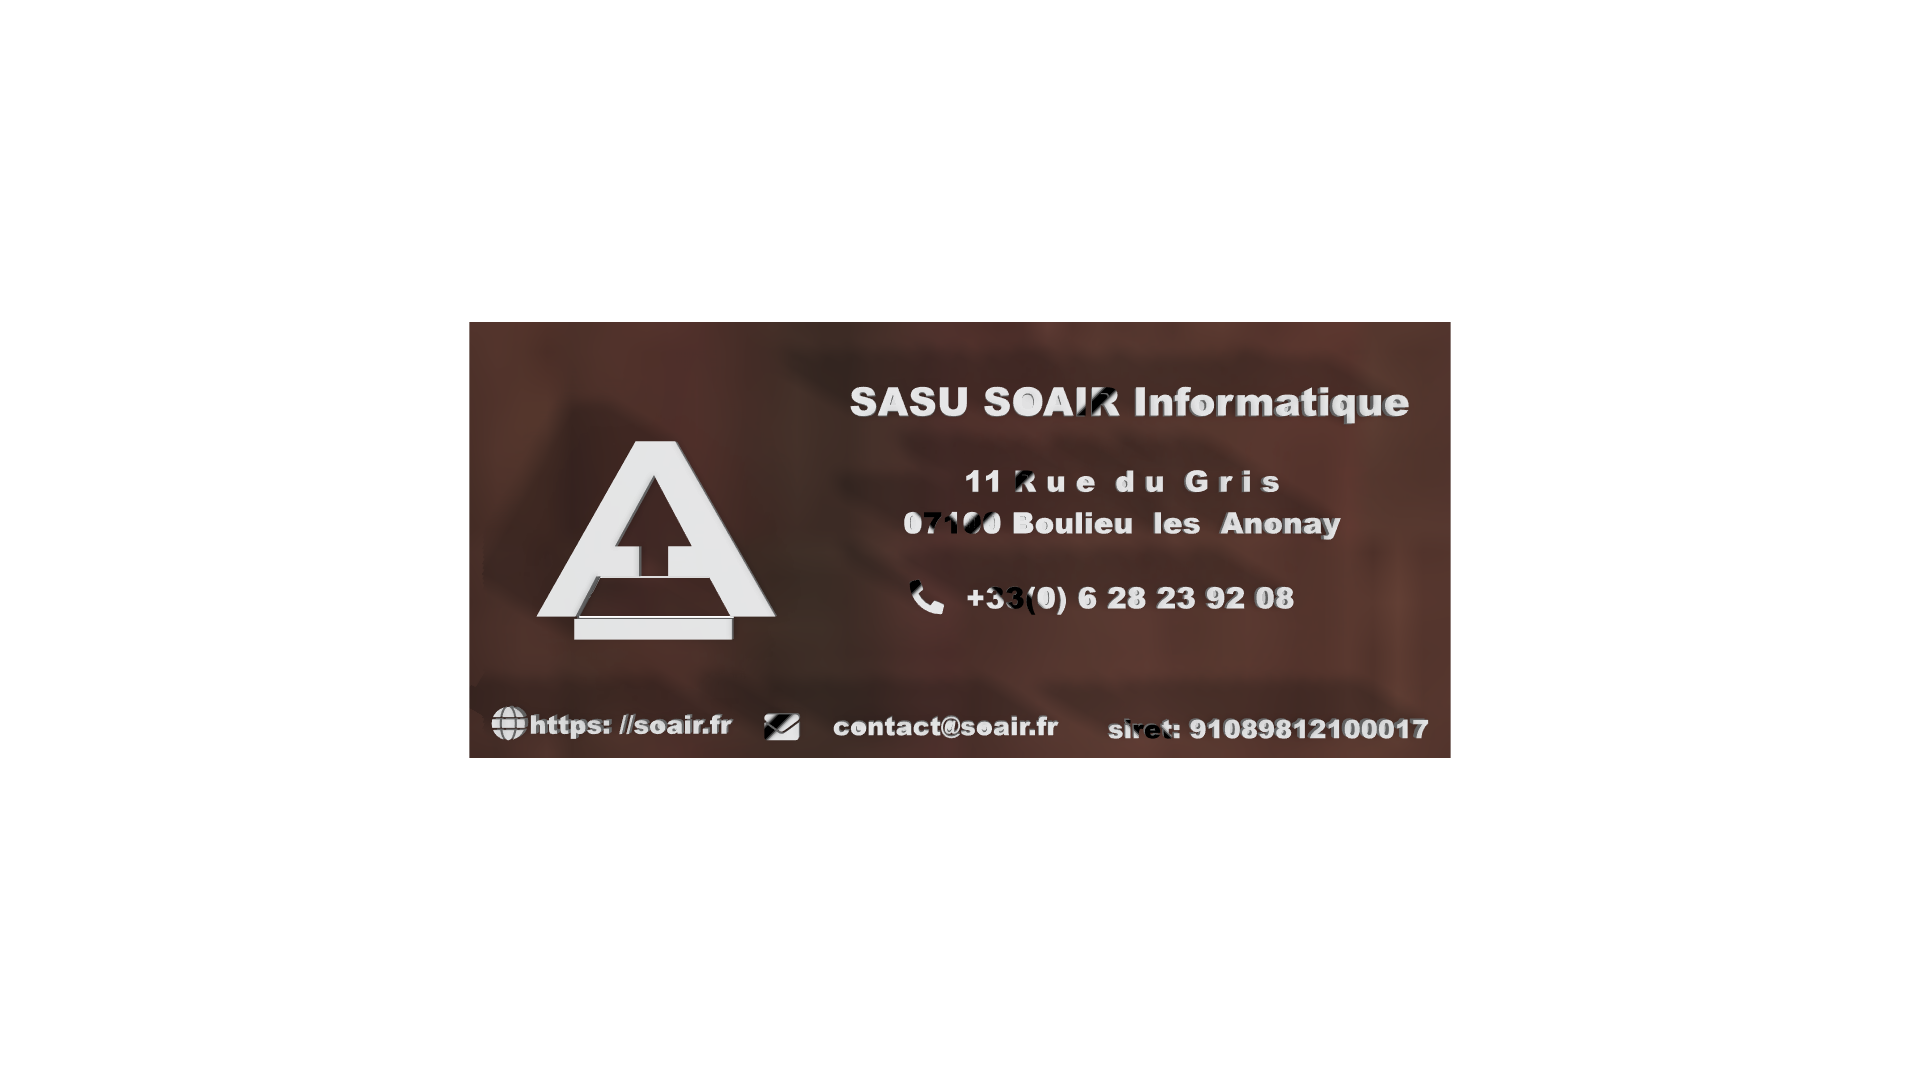 SASU SOAIR Informatique
11 Rue du Gris
07100 Boulieu les Anonay
+33(0) 6 28 23 92 08
https: //soair.fr
contact@soair.fr
siret: 91089812100017